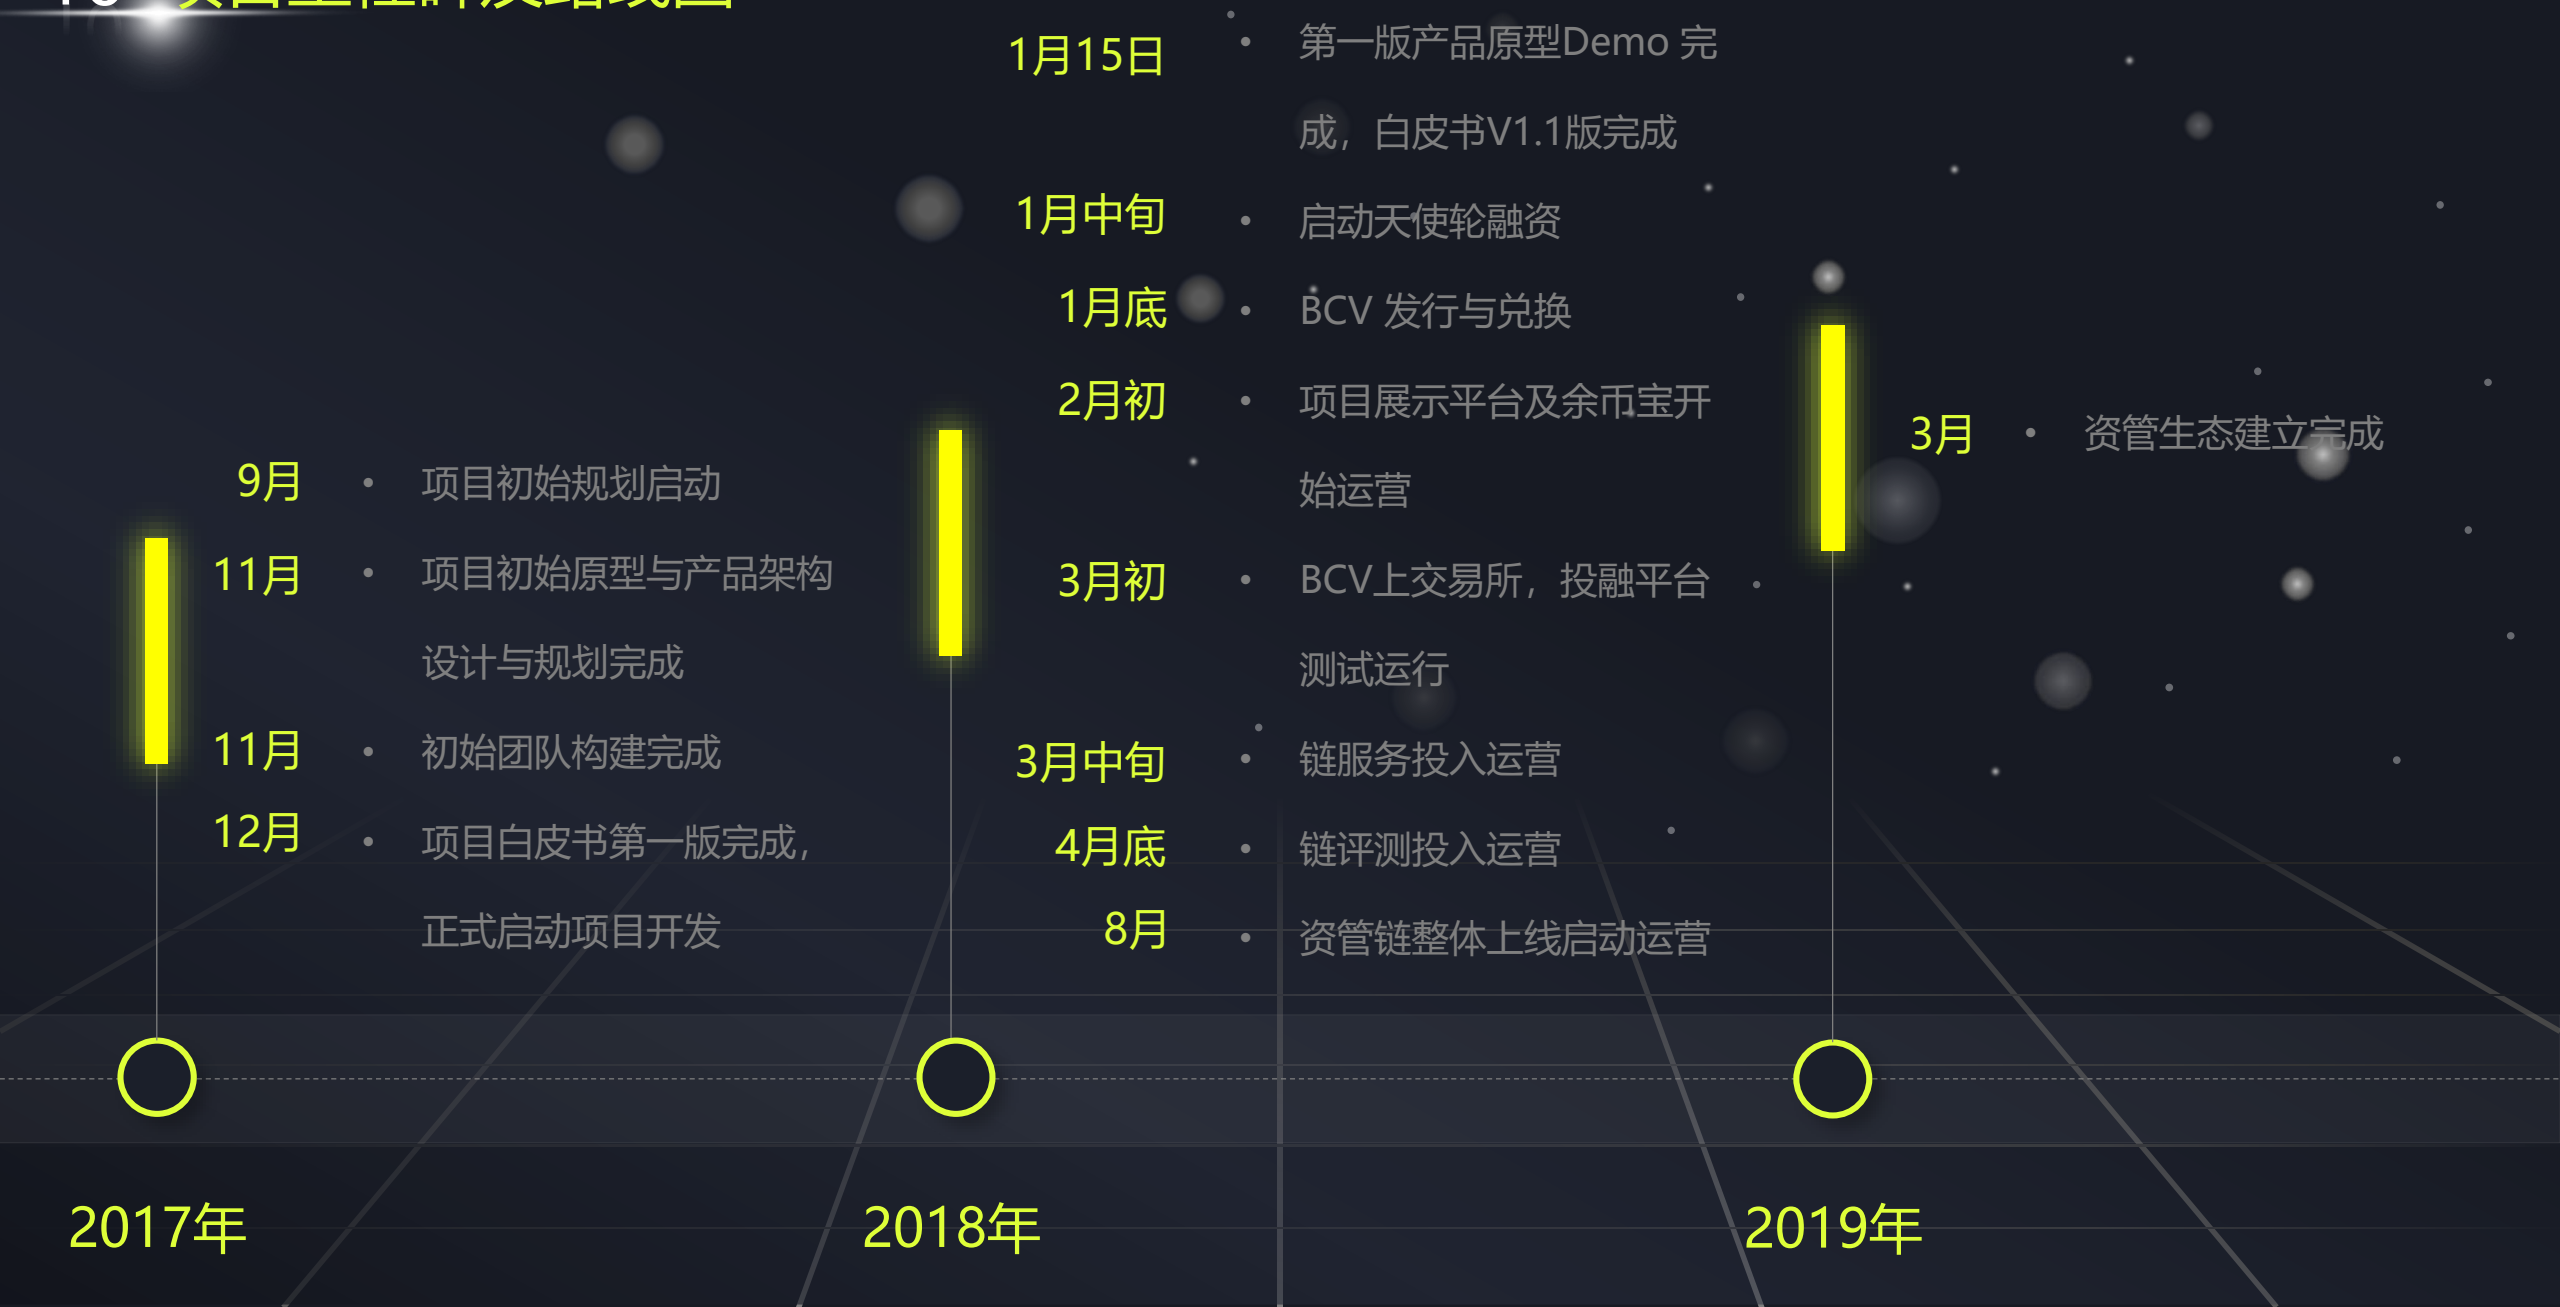 项目里程碑及路线图
9月
• 项目初始规划启动
11月
• 项目初始原型与产品架构
设计与规划完成
11月
• 初始团队构建完成
12月
• 项目白皮书第一版完成，
正式启动项目开发
2017年
1月15日
• 第一版产品原型Demo 完
成，白皮书V1.1版完成
1月中旬
• 启动天使轮融资
1月底
• BCV 发行与兑换
2月初
• 项目展示平台及余币宝开
始运营
3月初
• BCV上交易所，投融平台
测试运行
3月中旬
• 链服务投入运营
4月底
• 链评测投入运营
8月
• 资管链整体上线启动运营
2018年
3月
• 资管生态建立完成
2019年